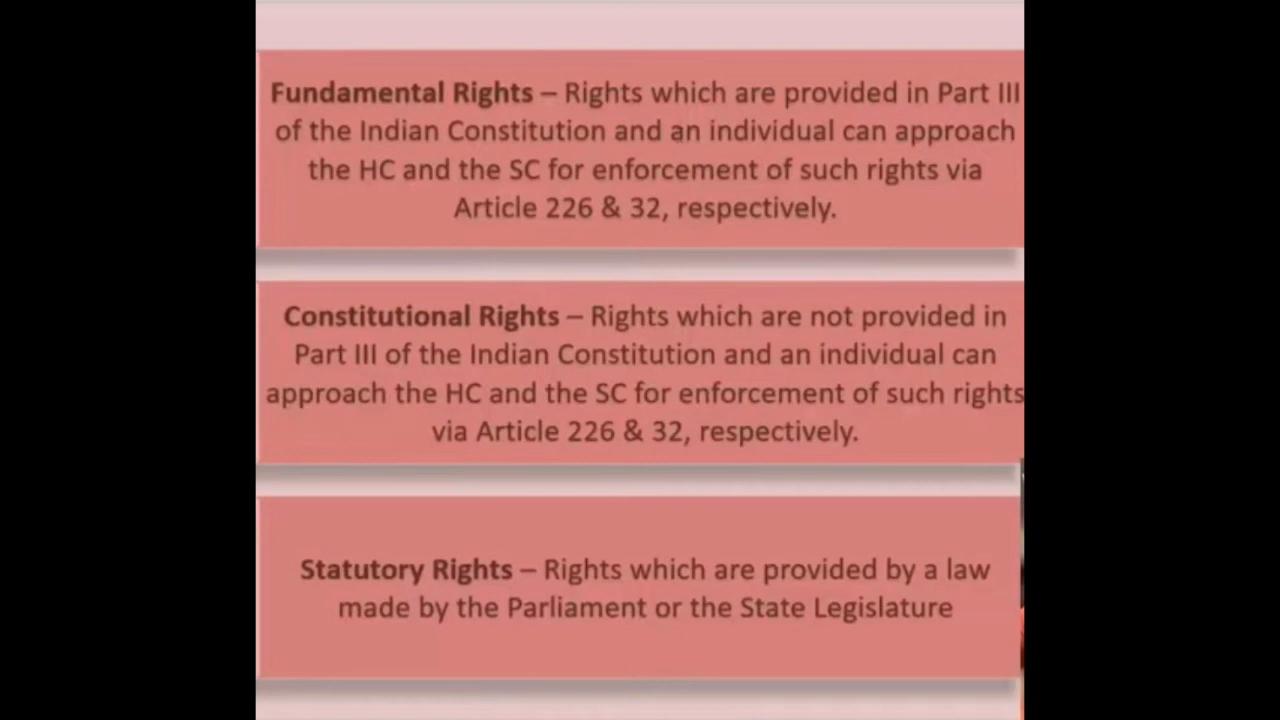 Fundamental Rights – Rights which are provided in Part III
of the Indian Constitution and an individual can approach
the HC and the SC for enforcement of such rights via
Article 226 & 32, respectively.
Constitutional Rights – Rights which are not provided in
Part III of the Indian Constitution and an individual can
approach the HC and the SC for enforcement of such rights
via Article 226 & 32, respectively.
Statutory Rights – Rights which are provided by a law
made by the Parliament or the State Legislature